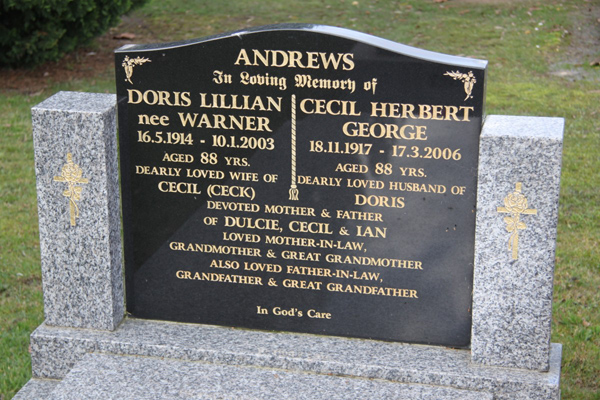 ANDREWS
In Loving Memory of
DORIS LILLIAN
nee WARNER
16.5.1914 - 10.1.2003
AGED 88 YRS.
DEARLY LOVED WIFE OF
CECIL (CECK)
CECIL HERBERT
GEORGE
18.11.1917 - 17.3.2006
AGED 88 YRS.
DEARLY LOVED HUSBAND OF
DORIS
DEVOTED MOTHER & FATHER
OF DULCIE, CECIL & IAN
LOVED MOTHER-IN-LAW,
GRANDMOTHER & GREAT GRANDMOTHER
ALSO LOVED FATHER-IN-LAW,
GRANDFATHER & GREAT GRANDFATHER
In God's Care